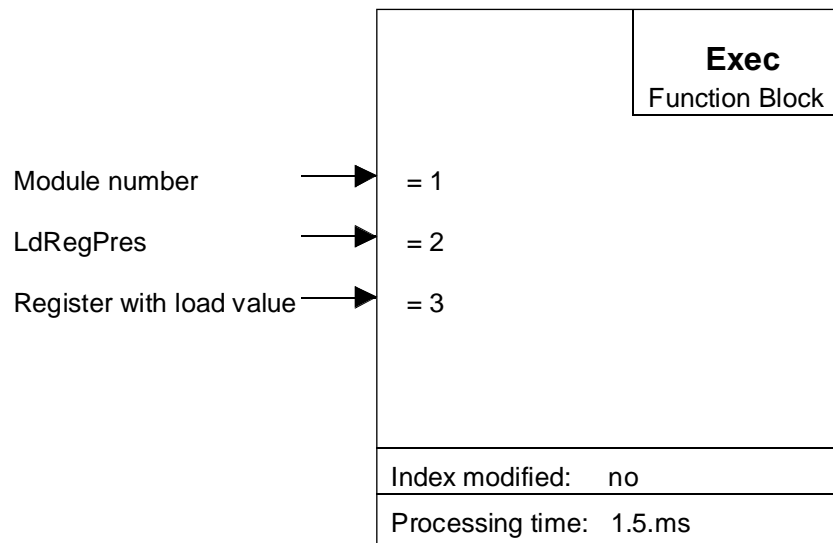 Exec
Function Block
Module number = 1
LdRegPres = 2
Register with load value = 3
Index modified: no
Processing time: 1.5.ms